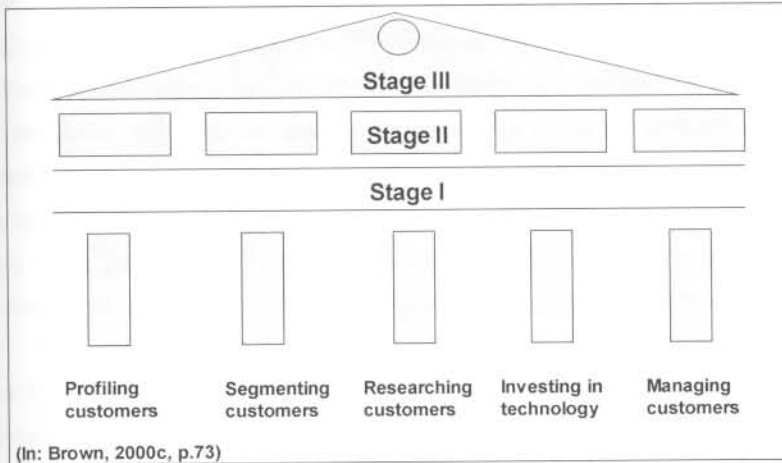 Stage III
Stage II
Stage I
Profiling
customers
Segmenting
customers
Researching
customers
Investing in
technology
Managing
customers
(In: Brown, 2000c, p.73)